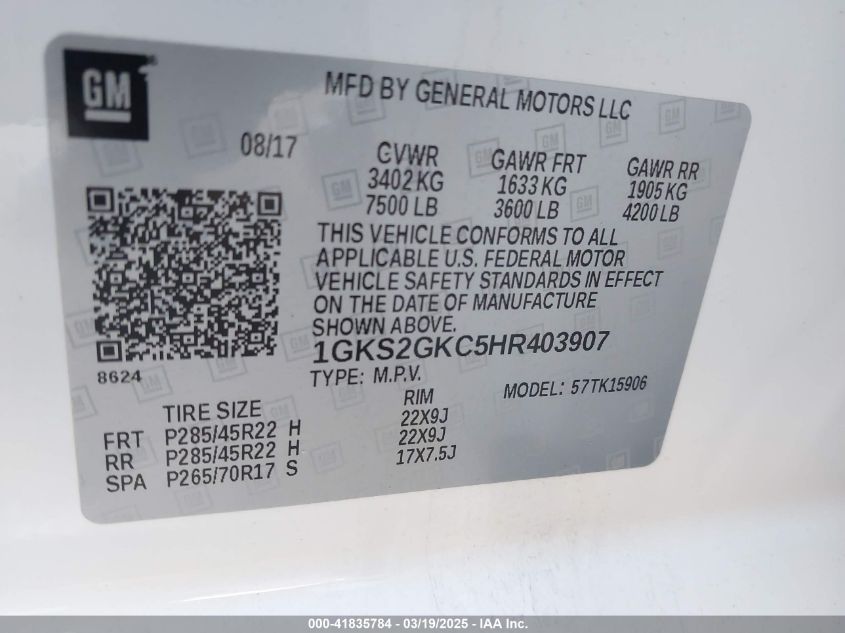 GM
MFD BY GENERAL MOTORS LLC
08/17
GVWR GAWR FRT GAWR RR
3402 KG 1633 KG 1905 KG
7500 LB 3600 LB 4200 LB
THIS VEHICLE CONFORMS TO ALL
APPLICABLE U.S. FEDERAL MOTOR
VEHICLE SAFETY STANDARDS IN EFFECT
ON THE DATE OF MANUFACTURE
SHOWN ABOVE.
1GKS2GKC5HR403907
8624
TYPE: M.P.V. MODEL: 57TK15906
TIRE SIZE RIM
FRT P285/45R22 H 22X9J
RR P285/45R22 H 22X9J
SPA P265/70R17 S 17X7.5J
000-41835784 - 03/19/2025 - IAA Inc.